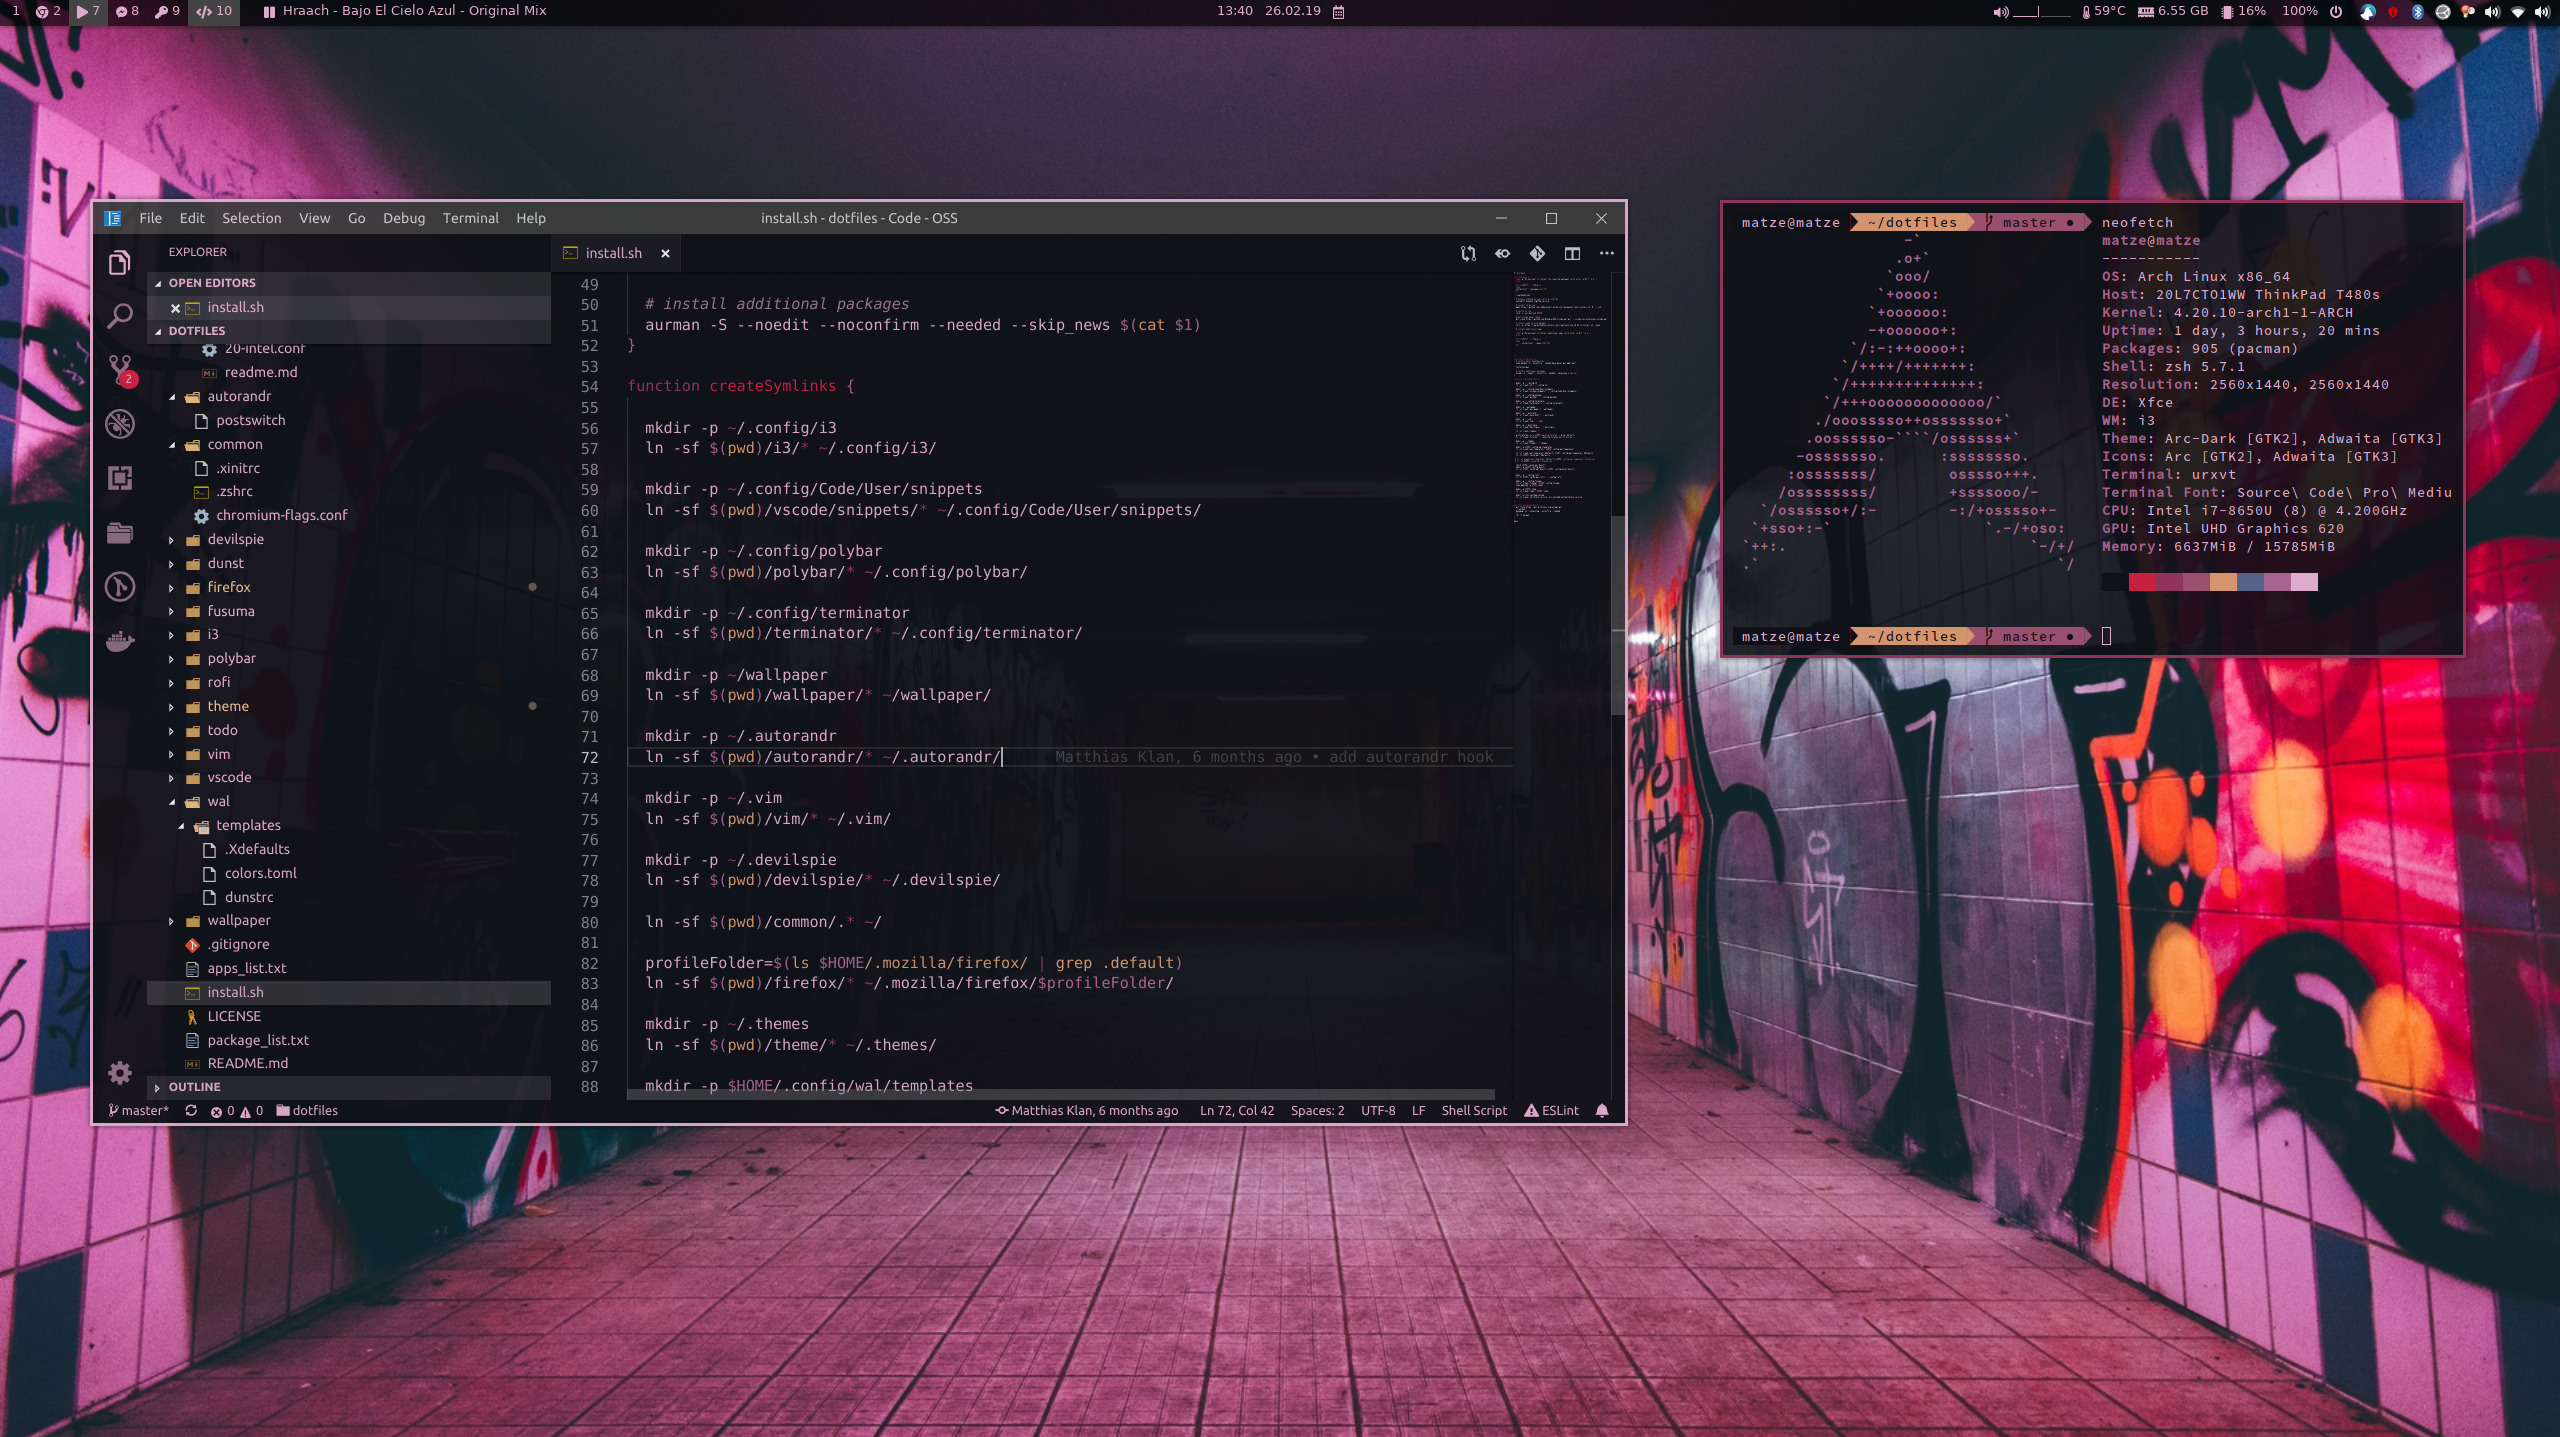 1 2 7 8 9 10 Hraach - Bajo El Cielo Azul - Original Mix 13:40 26.02.19 59°C 6.55 GB 16% 100%
File Edit Selection View Go Debug Terminal Help install.sh - dotfiles - Code - OSS
EXPLORER
OPEN EDITORS
install.sh
DOTFILES
20-intel.conf
readme.md
autorandr
postswitch
common
.xinitrc
.zshrc
chromium-flags.conf
devilspie
dunst
firefox
fusuma
i3
polybar
rofi
theme
todo
vim
vscode
wal
templates
.Xdefaults
colors.toml
dunstrc
wallpaper
.gitignore
apps_list.txt
install.sh
LICENSE
package_list.txt
README.md
OUTLINE
2
install.sh
49
50 # install additional packages
51 aurman -S --noedit --noconfirm --needed --skip_news $(cat $1)
52 }
53
54 function createSymlinks {
55
56 mkdir -p ~/.config/i3
57 ln -sf $(pwd)/i3/* ~/.config/i3/
58
59 mkdir -p ~/.config/Code/User/snippets
60 ln -sf $(pwd)/vscode/snippets/* ~/.config/Code/User/snippets/
61
62 mkdir -p ~/.config/polybar
63 ln -sf $(pwd)/polybar/* ~/.config/polybar/
64
65 mkdir -p ~/.config/terminator
66 ln -sf $(pwd)/terminator/* ~/.config/terminator/
67
68 mkdir -p ~/wallpaper
69 ln -sf $(pwd)/wallpaper/* ~/wallpaper/
70
71 mkdir -p ~/.autorandr
72 ln -sf $(pwd)/autorandr/* ~/.autorandr/ Matthias Klan, 6 months ago • add autorandr hook
73
74 mkdir -p ~/.vim
75 ln -sf $(pwd)/vim/* ~/.vim/
76
77 mkdir -p ~/.devilspie
78 ln -sf $(pwd)/devilspie/* ~/.devilspie/
79
80 ln -sf $(pwd)/common/.* ~/
81
82 profileFolder=$(ls $HOME/.mozilla/firefox/ | grep .default)
83 ln -sf $(pwd)/firefox/* ~/.mozilla/firefox/$profileFolder/
84
85 mkdir -p ~/.themes
86 ln -sf $(pwd)/theme/* ~/.themes/
87
88 mkdir -p $HOME/.config/wal/templates
master* 0 0 dotfiles Matthias Klan, 6 months ago Ln 72, Col 42 Spaces: 2 UTF-8 LF Shell Script ESLint
matze@matze ~/dotfiles master ● neofetch
matze@matze
-----------
OS: Arch Linux x86_64
Host: 20L7CTO1WW ThinkPad T480s
Kernel: 4.20.10-arch1-1-ARCH
Uptime: 1 day, 3 hours, 20 mins
Packages: 905 (pacman)
Shell: zsh 5.7.1
Resolution: 2560x1440, 2560x1440
DE: Xfce
WM: i3
Theme: Arc-Dark [GTK2], Adwaita [GTK3]
Icons: Arc [GTK2], Adwaita [GTK3]
Terminal: urxvt
Terminal Font: Source\ Code\ Pro\ Mediu
CPU: Intel i7-8650U (8) @ 4.200GHz
GPU: Intel UHD Graphics 620
Memory: 6637MiB / 15785MiB
matze@matze ~/dotfiles master ●